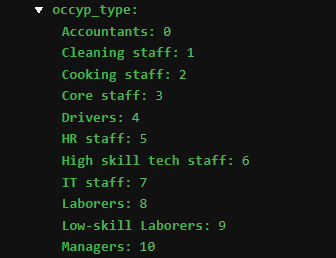 occyp_type:
Accountants: 0
Cleaning staff: 1
Cooking staff: 2
Core staff: 3
Drivers: 4
HR staff: 5
High skill tech staff: 6
IT staff: 7
Laborers: 8
Low-skill Laborers: 9
Managers: 10